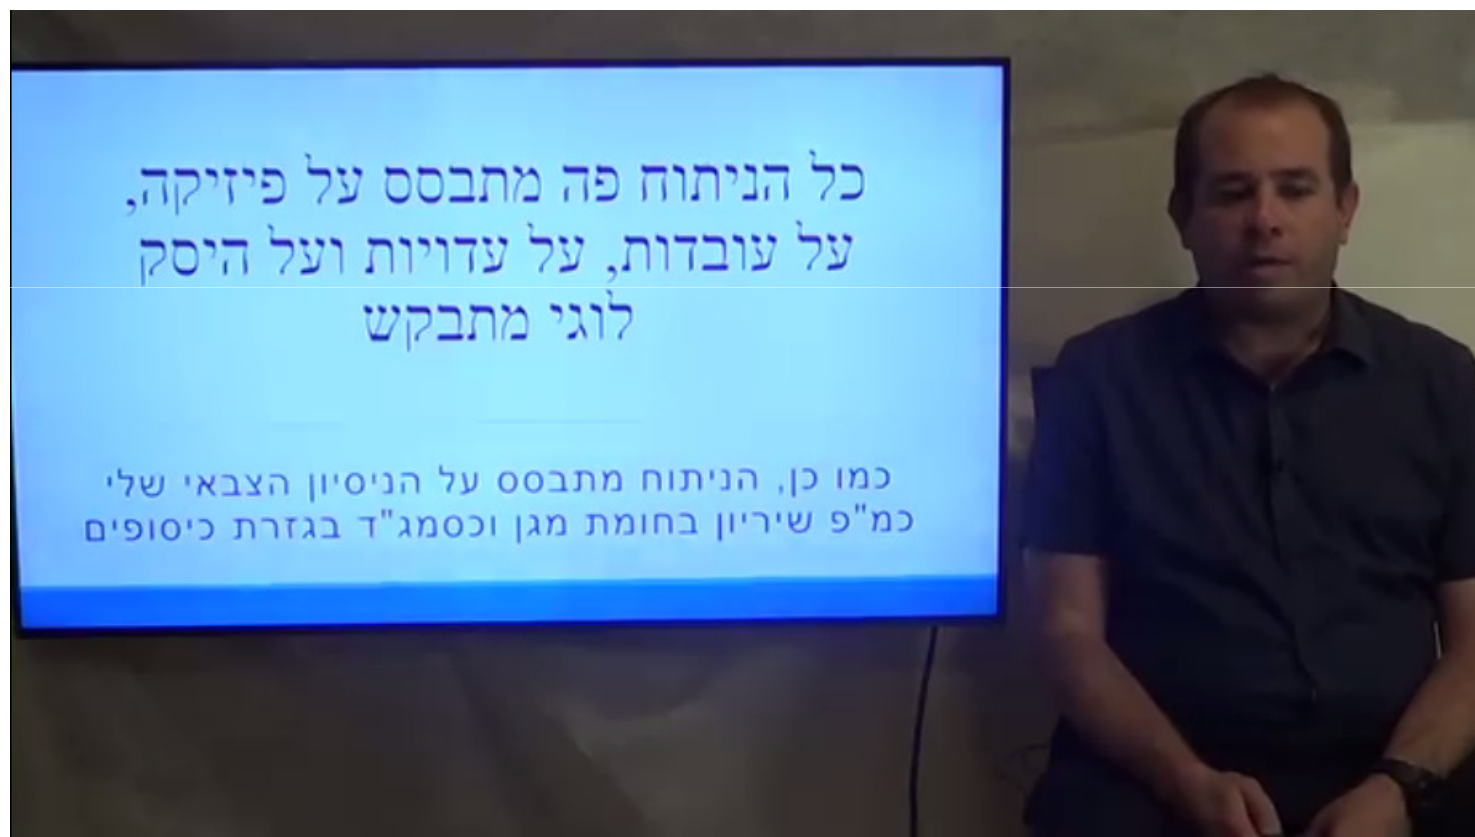 כל הניתוח פה מתבסס על פיזיקה,
על עובדות, על עדויות ועל היסק
לוגי מתבקש
כמו כן, הניתוח מתבסס על הניסיון הצבאי שלי
כמ"פ שיריון בחומת מגן וכסמג"ד בגזרת כיסופים